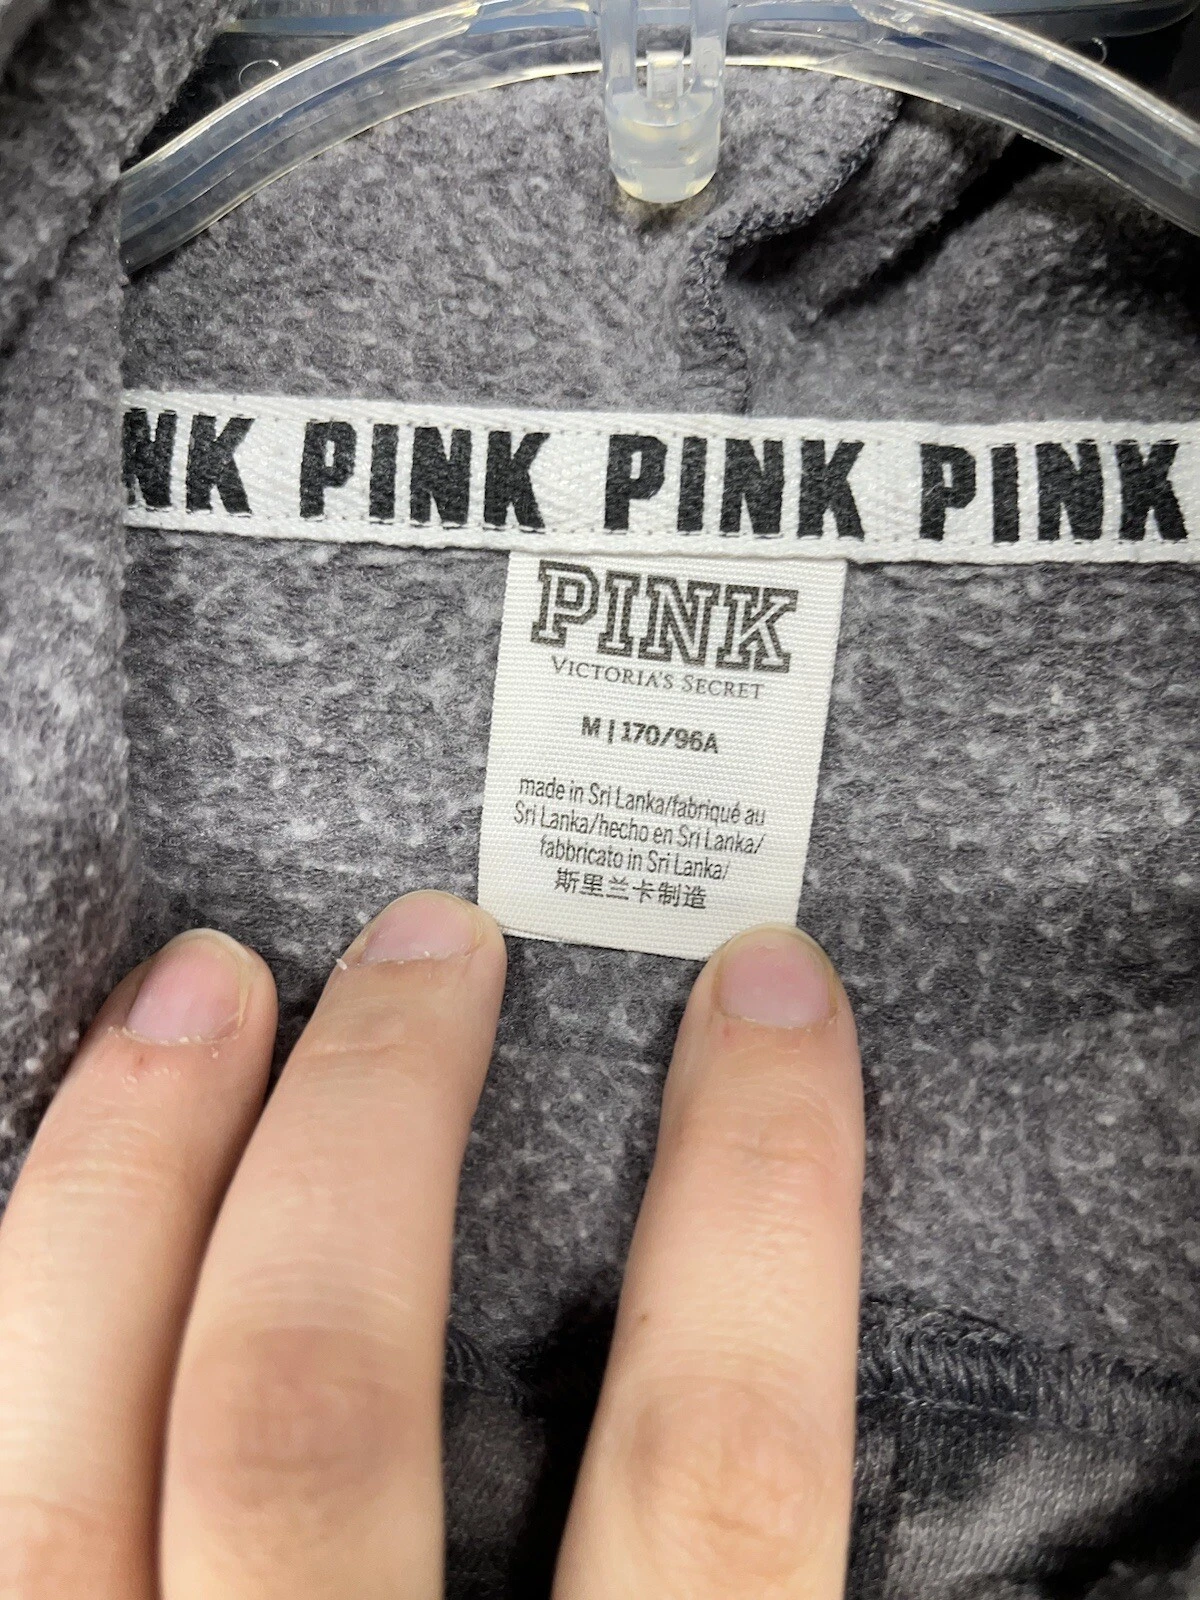 NK PINK PINK PINK
PINK
VICTORIA'S SECRET
M | 170/96A
made in Sri Lanka/fabriqué au
Sri Lanka/hecho en Sri Lanka/
fabbricato in Sri Lanka/
斯里兰卡制造